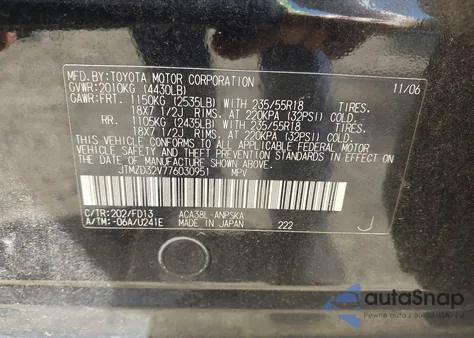 MFD.BY:TOYOTA MOTOR CORPORATION 11/06
GVWR:2010KG (4430LB)
GAWR:FRT. 1150KG (2535LB) WITH 235/55R18 TIRES,
18X7 1/2J RIMS, AT 220KPA (32PSI) COLD.
RR. 1105KG (2435LB) WITH 235/55R18 TIRES,
18X7 1/2J RIMS, AT 220KPA (32PSI) COLD.
THIS VEHICLE CONFORMS TO ALL APPLICABLE FEDERAL MOTOR
VEHICLE SAFETY AND THEFT PREVENTION STANDARDS IN
EFFECT ON THE DATE OF MANUFACTURE SHOWN ABOVE.
JTMZD32V776030951 MPV
C/TR:202/FD13 ACA38L-ANPSKA
A/TM:-06A/U241E MADE IN JAPAN 222 J
autoSnap
Pewne auta z